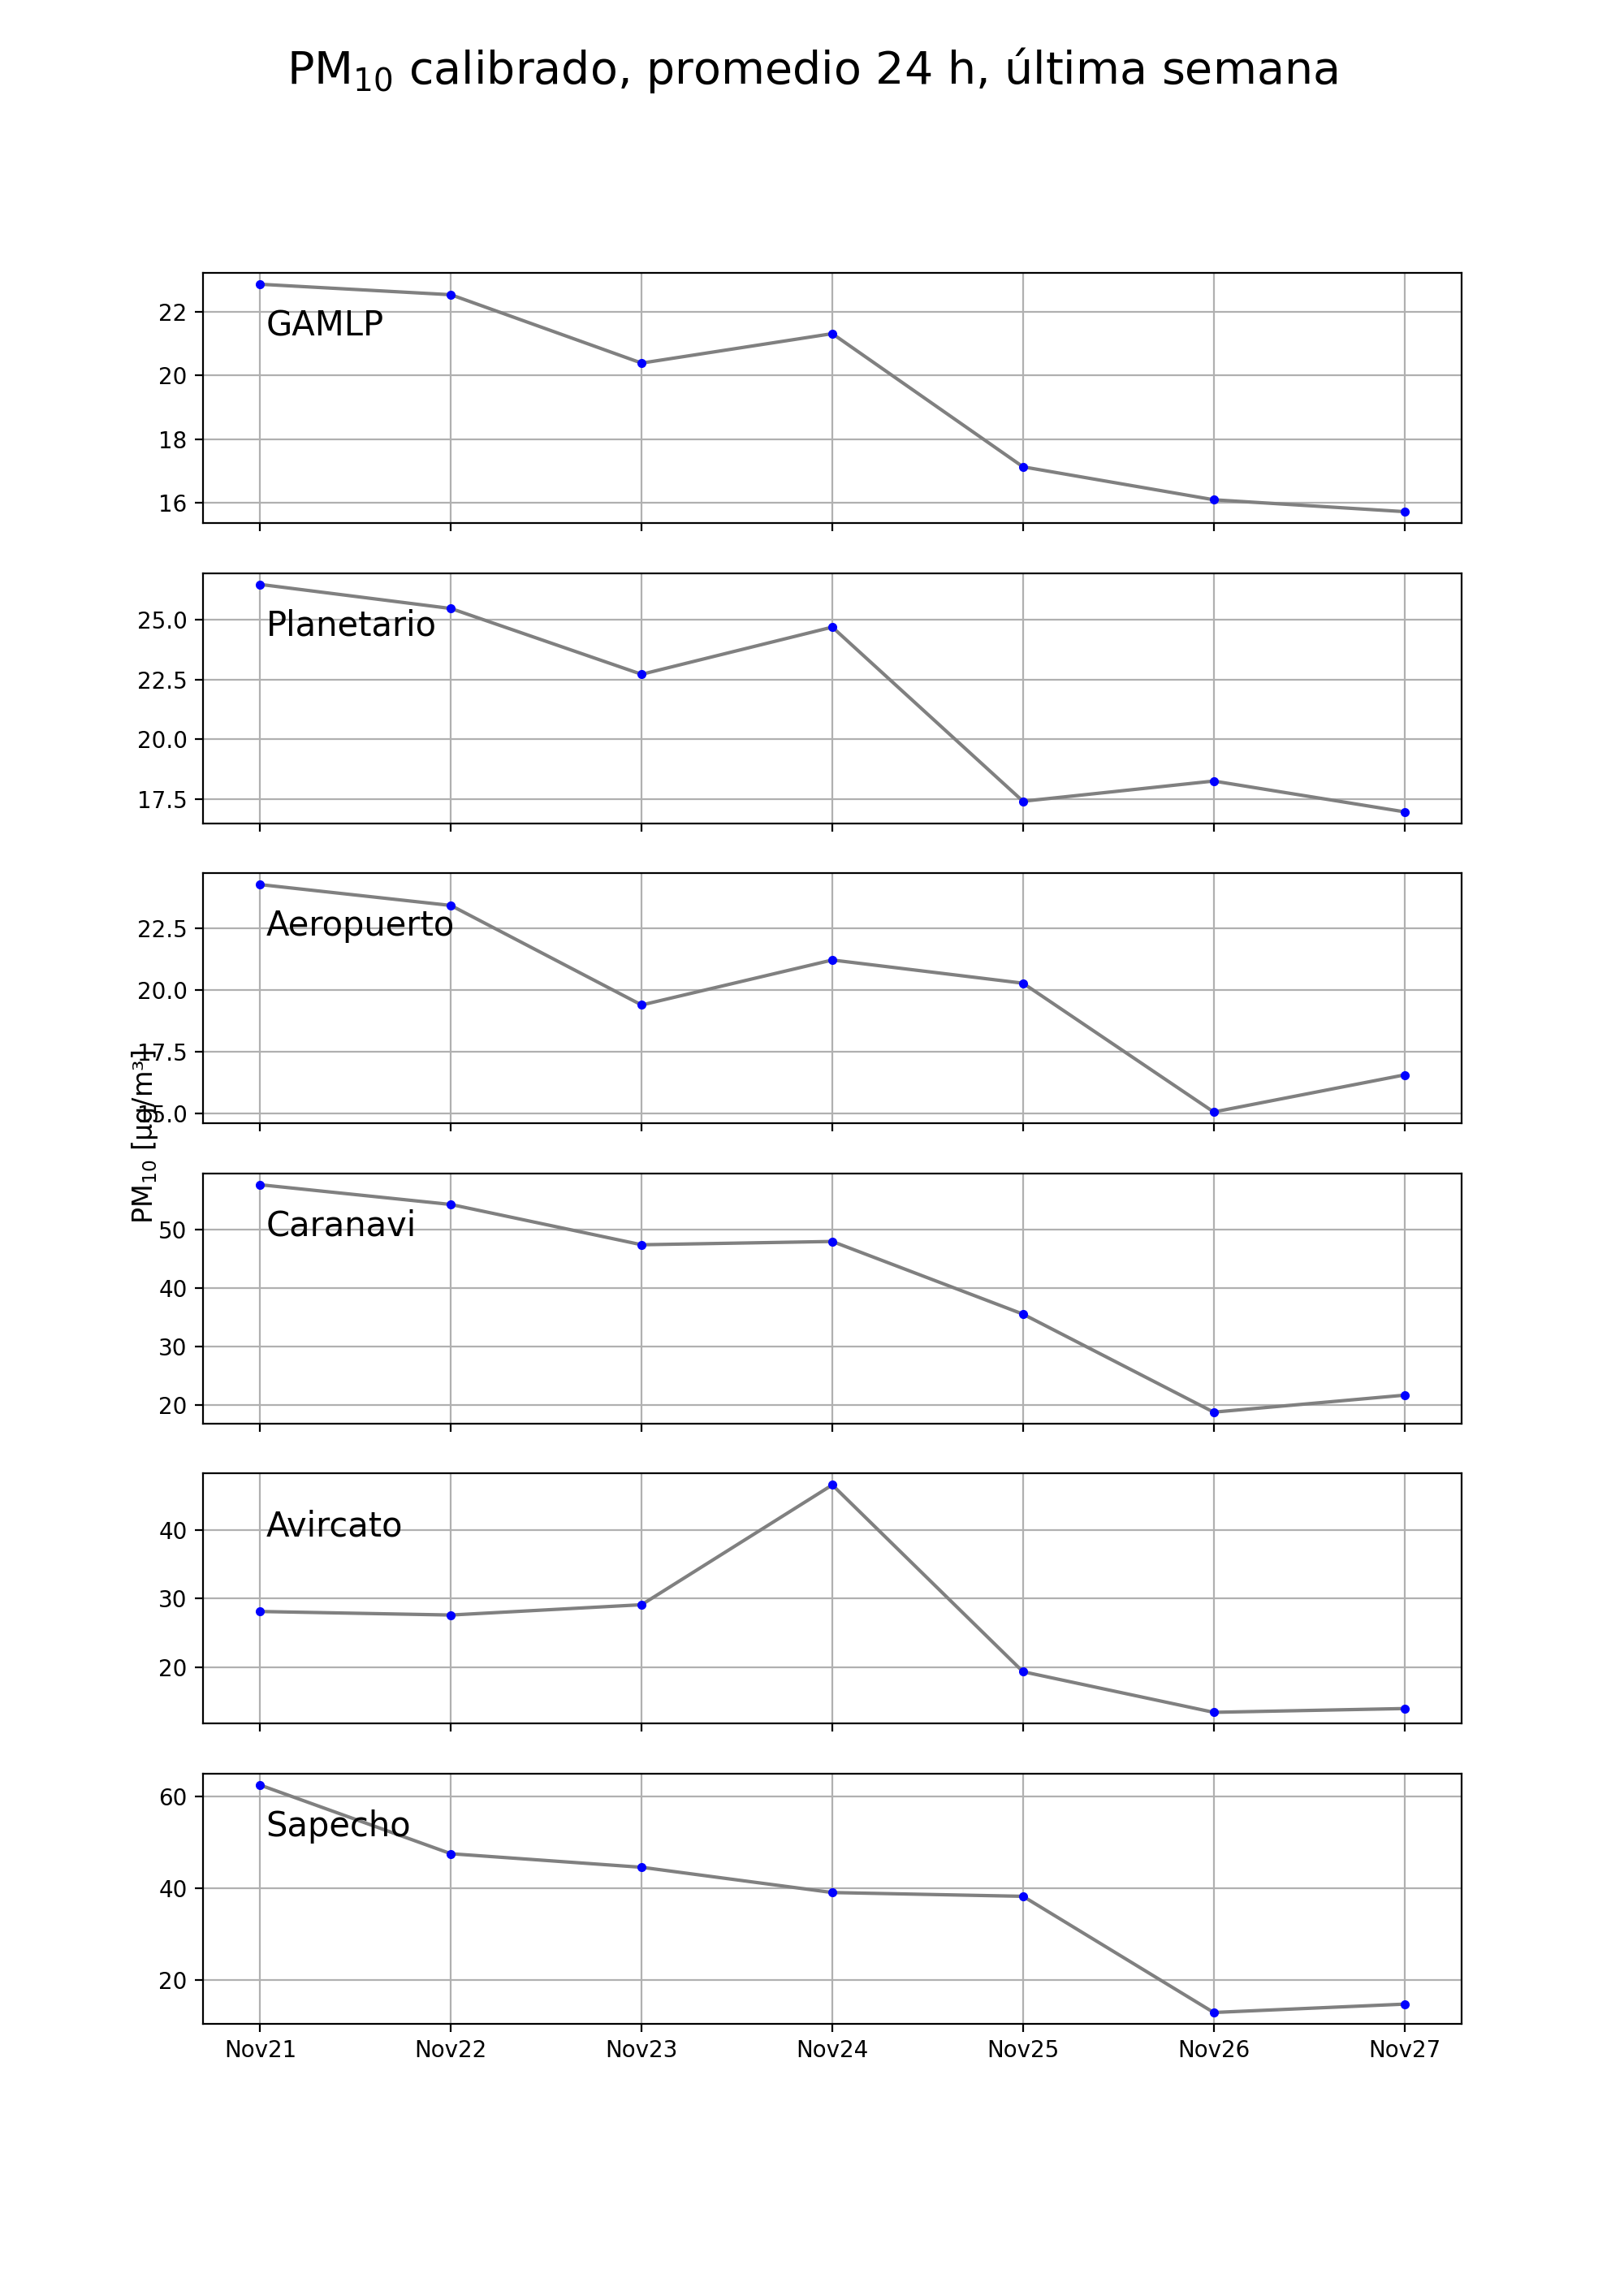 PM₁₀ calibrado, promedio 24 h, última semana
GAMLP
22
20
18
16
Planetario
25.0
22.5
20.0
17.5
Aeropuerto
22.5
20.0
17.5
15.0
PM₁₀ [µg/m³]
Caranavi
50
40
30
20
Avircato
40
30
20
Sapecho
60
40
20
Nov21 Nov22 Nov23 Nov24 Nov25 Nov26 Nov27